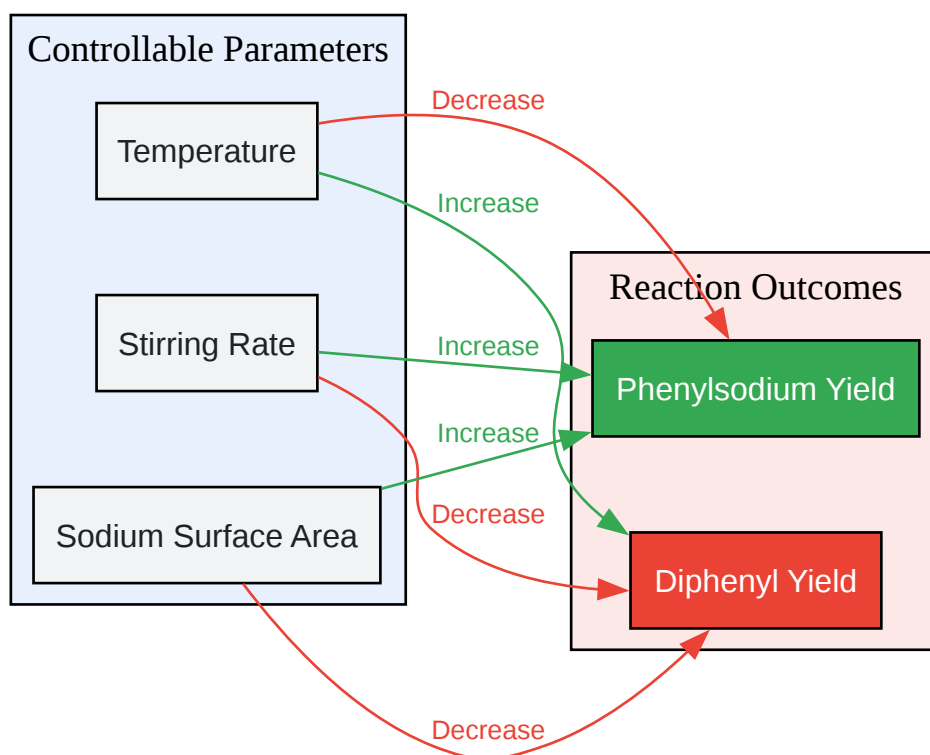 Controllable Parameters
Decrease
Temperature
Increase
Reaction Outcomes
Stirring Rate
Increase
Phenylsodium Yield
Increase
Decrease
Sodium Surface Area
Diphenyl Yield
Decrease